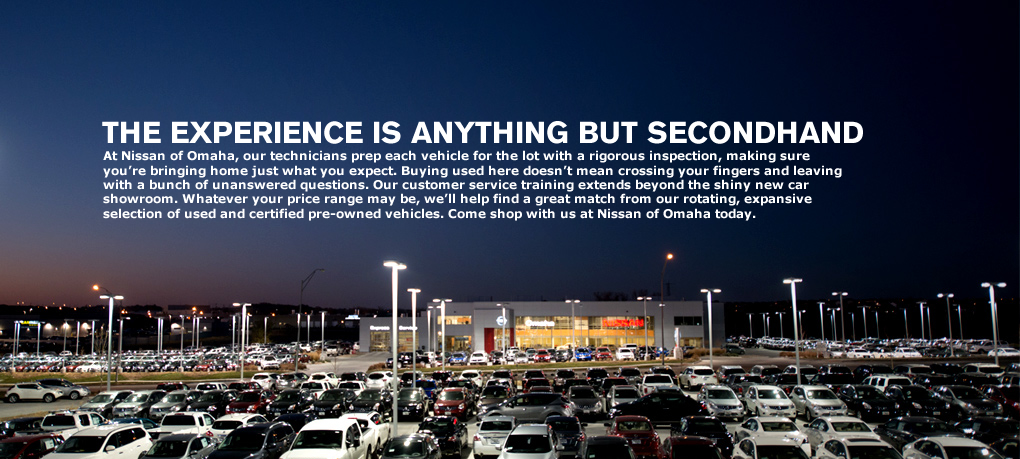 THE EXPERIENCE IS ANYTHING BUT SECONDHAND
At Nissan of Omaha, our technicians prep each vehicle for the lot with a rigorous inspection, making sure
you’re bringing home just what you expect. Buying used here doesn’t mean crossing your fingers and leaving
with a bunch of unanswered questions. Our customer service training extends beyond the shiny new car
showroom. Whatever your price range may be, we’ll help find a great match from our rotating, expansive
selection of used and certified pre-owned vehicles. Come shop with us at Nissan of Omaha today.
Express Service